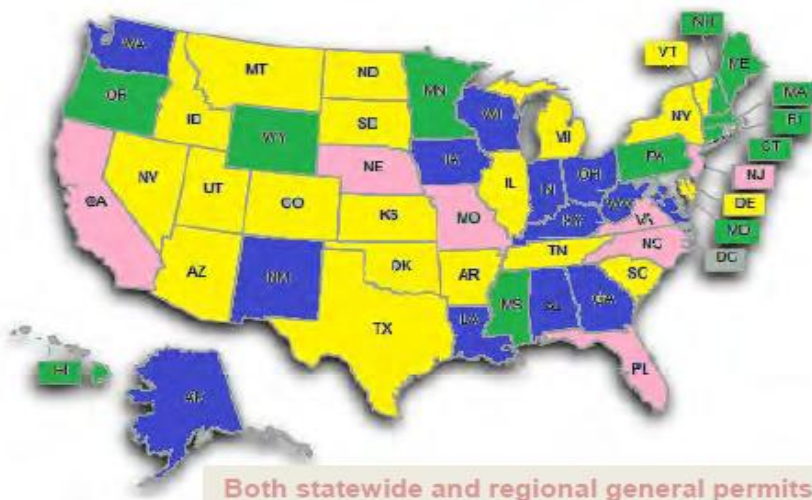 NH
WA
MT
ND
VT
ME
OR
MN
MA
ID
SD
WI
NY
RI
WY
MI
CT
IA
PA
NE
NJ
NV
IL
IN
OH
UT
DE
CA
CO
WV
KS
MO
KY
VA
MD
DC
NC
TN
AZ
OK
NM
AR
SC
MS
AL
GA
TX
LA
FL
HI
AK
Both statewide and regional general permits